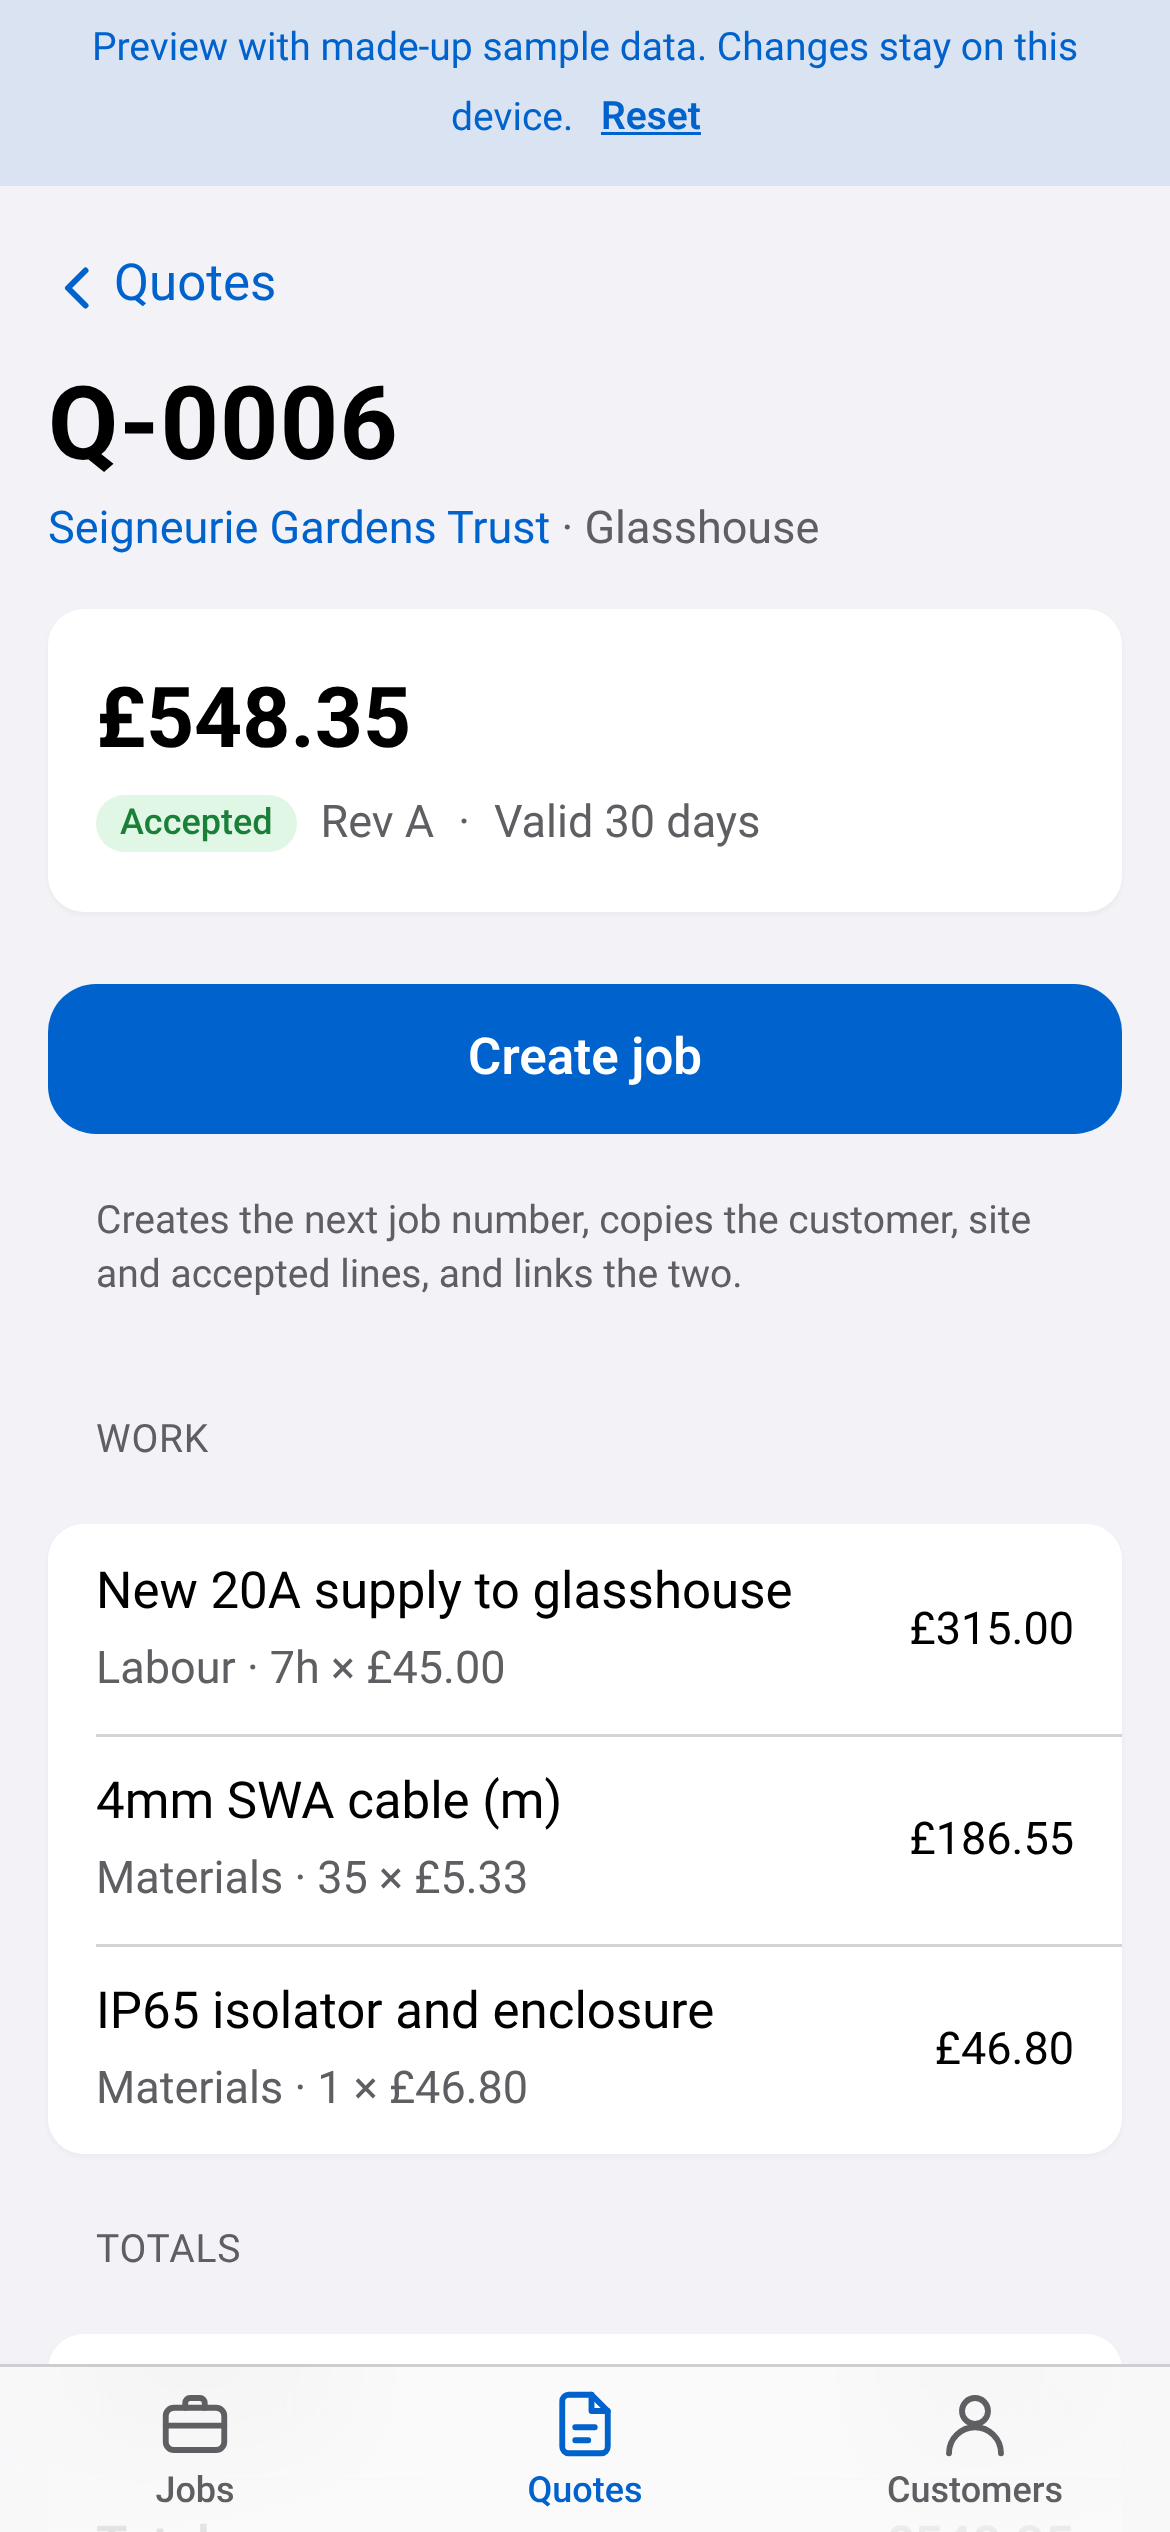 Preview with made-up sample data. Changes stay on this
device. Reset
Quotes
Q-0006
Seigneurie Gardens Trust · Glasshouse
£548.35
Accepted Rev A · Valid 30 days
Create job
Creates the next job number, copies the customer, site
and accepted lines, and links the two.
WORK
New 20A supply to glasshouse
£315.00
Labour · 7h × £45.00
4mm SWA cable (m)
£186.55
Materials · 35 × £5.33
IP65 isolator and enclosure
£46.80
Materials · 1 × £46.80
TOTALS
Jobs
Quotes
Customers